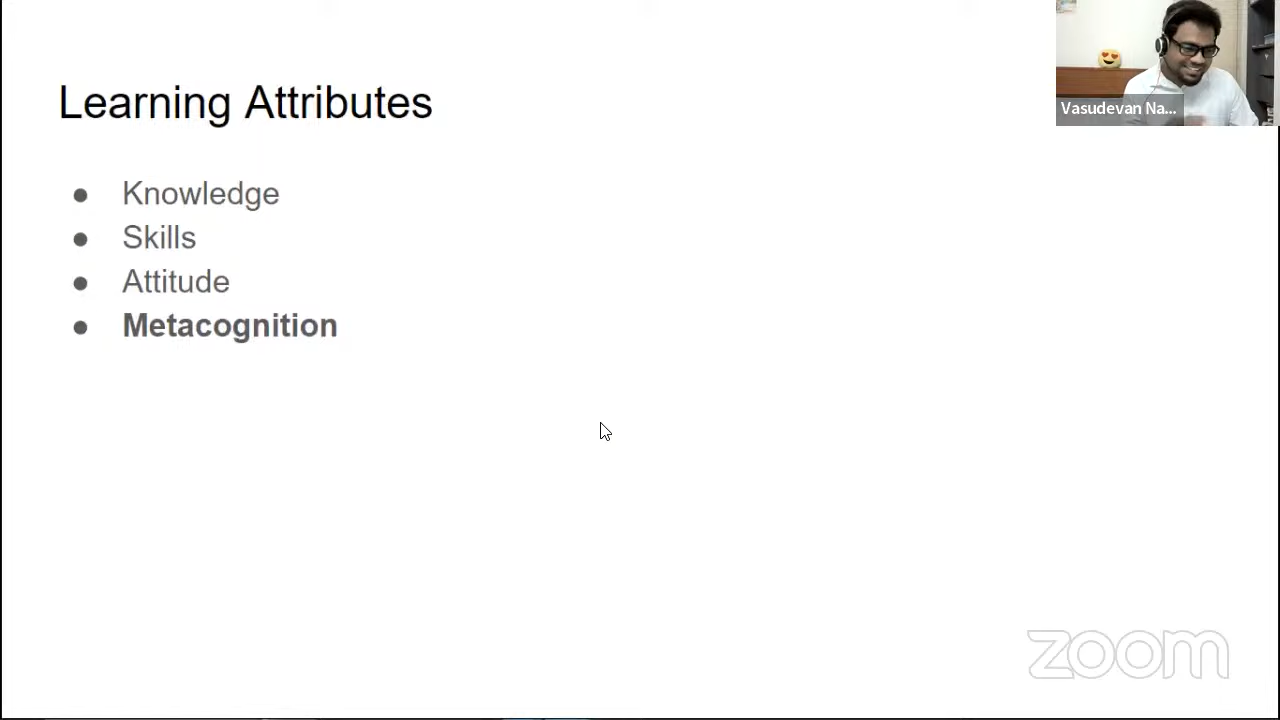 Learning Attributes
Vasudevan Na...
● Knowledge
● Skills
● Attitude
● Metacognition
zoom